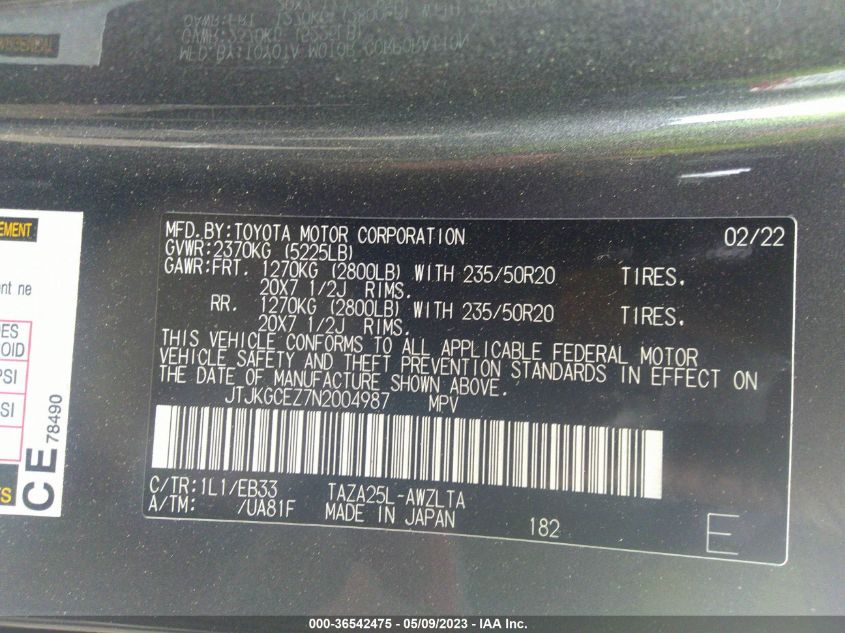 MFD. BY: TOYOTA MOTOR CORPORATION 02/22
GVWR: 2370KG (5225LB)
GAWR: FRT. 1270KG (2800LB) WITH 235/50R20 TIRES.
20X7 1/2J RIMS.
RR. 1270KG (2800LB) WITH 235/50R20 TIRES.
20X7 1/2J RIMS.
THIS VEHICLE CONFORMS TO ALL APPLICABLE FEDERAL MOTOR
VEHICLE SAFETY AND THEFT PREVENTION STANDARDS IN EFFECT ON
THE DATE OF MANUFACTURE SHOWN ABOVE.
JTJKGCEZ7N2004987 MPV
C/TR: 1L1/EB33 TAZA25L-AWZLTA
A/TM: /UA81F MADE IN JAPAN 182 E
PSI
SI
CE 78490
000-36542475 - 05/09/2023 - IAA Inc.